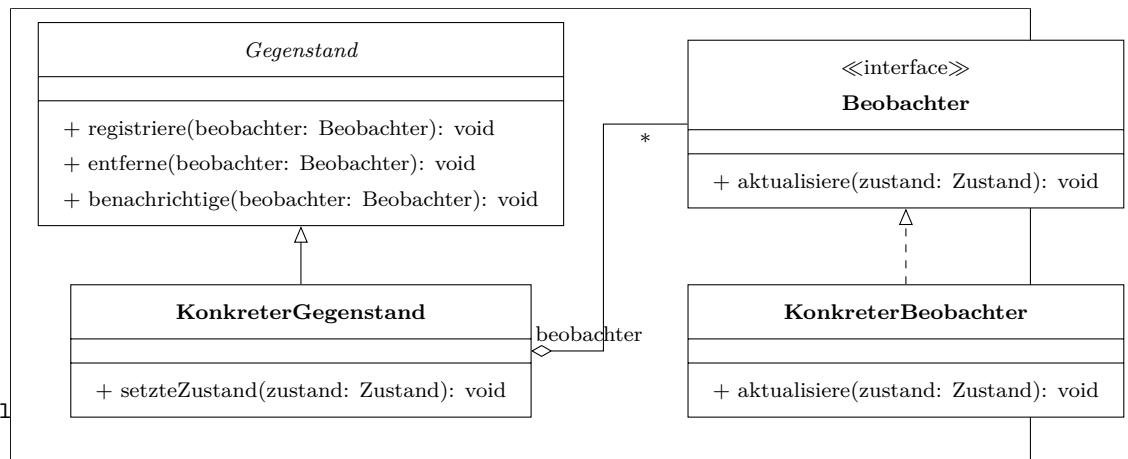 Gegenstand
+ registriere(beobachter: Beobachter): void
+ entferne(beobachter: Beobachter): void
+ benachrichtige(beobachter: Beobachter): void
≪interface≫
Beobachter
*
+ aktualisiere(zustand: Zustand): void
KonkreterGegenstand
beobachter
+ setzteZustand(zustand: Zustand): void
KonkreterBeobachter
+ aktualisiere(zustand: Zustand): void
1